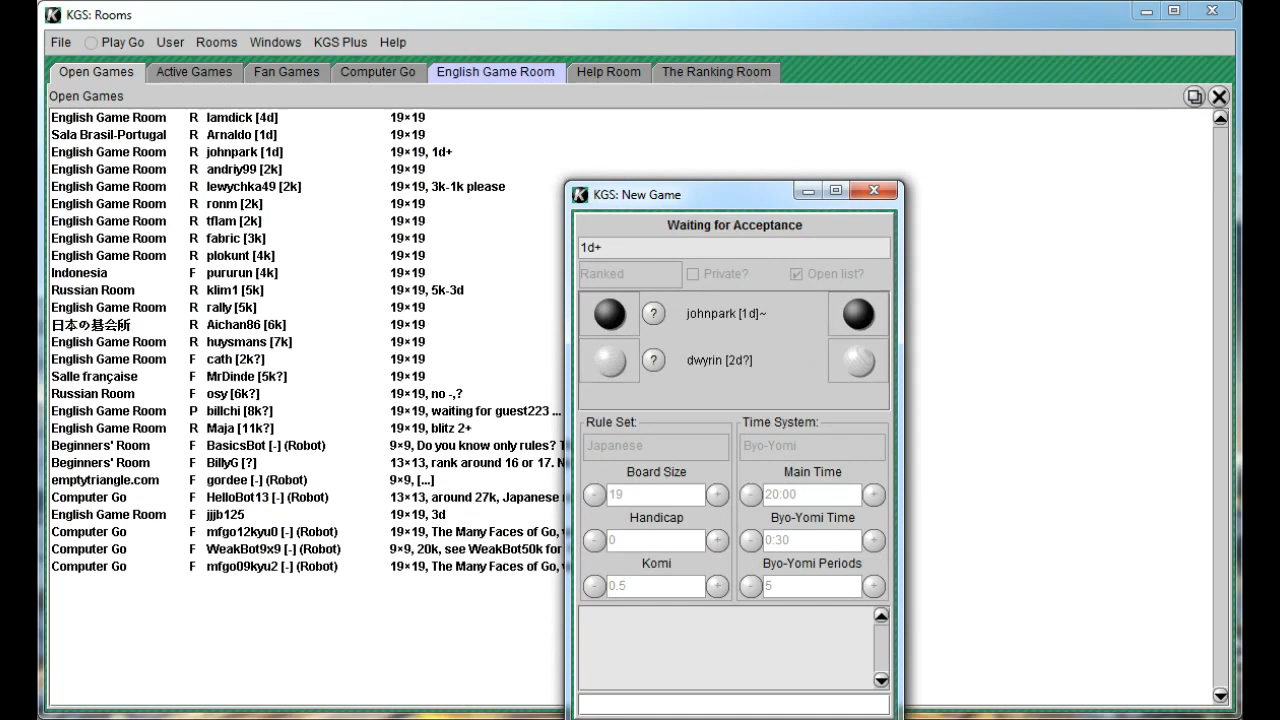 KGS: Rooms
File Play Go User Rooms Windows KGS Plus Help
Open Games Active Games Fan Games Computer Go English Game Room Help Room The Ranking Room
Open Games
English Game Room R lamdick [4d] 19×19
Sala Brasil-Portugal R Arnaldo [1d] 19×19
English Game Room R johnpark [1d] 19×19, 1d+
English Game Room R andriy99 [2k] 19×19
English Game Room R lewychka49 [2k] 19×19, 3k-1k please
English Game Room R ronm [2k] 19×19
English Game Room R tflam [2k] 19×19
English Game Room R fabric [3k] 19×19
English Game Room R plokunt [4k] 19×19
Indonesia F pururun [4k] 19×19
Russian Room R klim1 [5k] 19×19, 5k-3d
English Game Room R rally [5k] 19×19
日本の碁会所 R Aichan86 [6k] 19×19
English Game Room R huysmans [7k] 19×19
English Game Room F cath [2k?] 19×19
Salle française F MrDinde [5k?] 19×19
Russian Room F osy [6k?] 19×19, no -,?
English Game Room P billchi [8k?] 19×19, waiting for guest223 ...
English Game Room R Maja [11k?] 19×19, blitz 2+
Beginners' Room F BasicsBot [-] (Robot) 9×9, Do you know only rules?
Beginners' Room F BillyG [?] 13×13, rank around 16 or 17.
emptytriangle.com F gordee [-] (Robot) 9×9, [...]
Computer Go F HelloBot13 [-] (Robot) 13×13, around 27k, Japanese
English Game Room F jjjb125 19×19, 3d
Computer Go F mfgo12kyu0 [-] (Robot) 19×19, The Many Faces of Go,
Computer Go F WeakBot9x9 [-] (Robot) 9×9, 20k, see WeakBot50k for
Computer Go F mfgo09kyu2 [-] (Robot) 19×19, The Many Faces of Go,
KGS: New Game
Waiting for Acceptance
1d+
Ranked Private? Open list?
? johnpark [1d]~
? dwyrin [2d?]
Rule Set: Time System:
Japanese Byo-Yomi
Board Size Main Time
- 19 + - 20:00 +
Handicap Byo-Yomi Time
- 0 + - 0:30 +
Komi Byo-Yomi Periods
- 0.5 + - 5 +